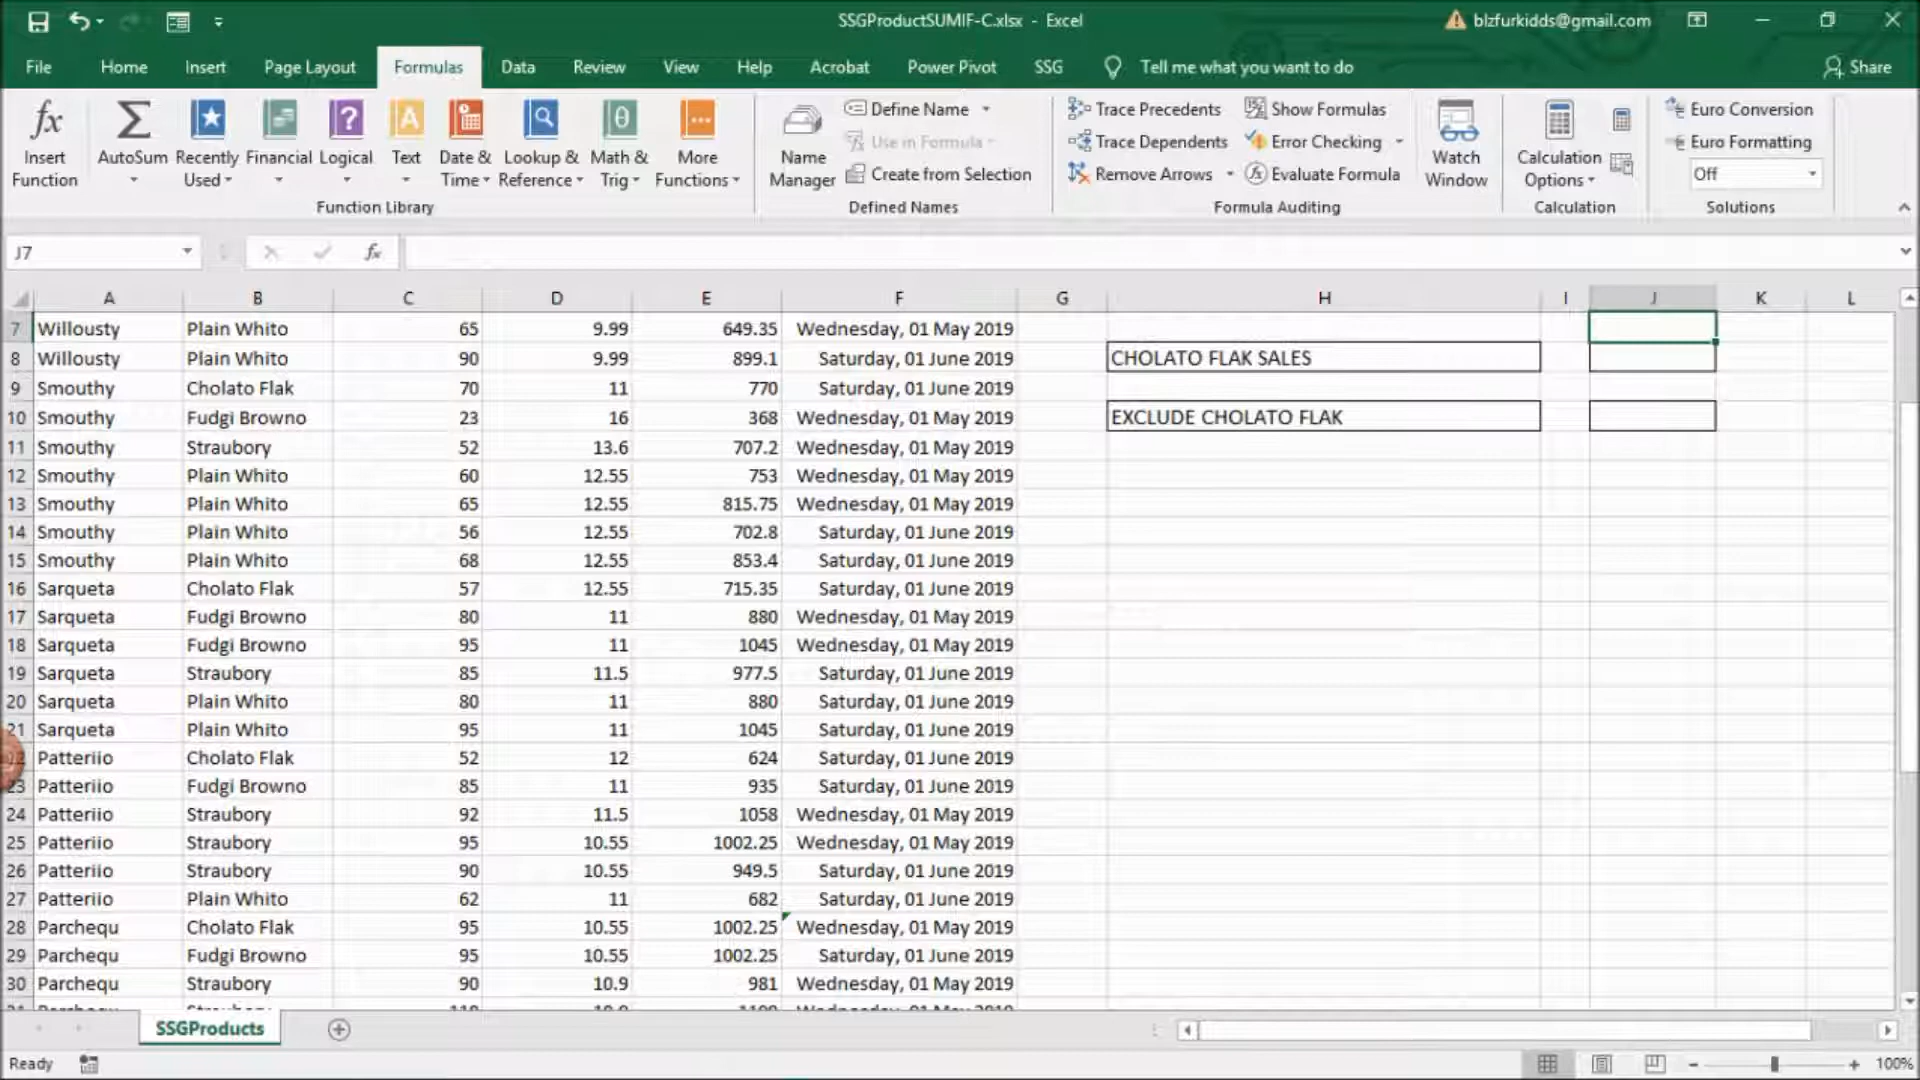 SSGProductSUMIF-C.xlsx - Excel
blzfurkidds@gmail.com
File Home Insert Page Layout Formulas Data Review View Help Acrobat Power Pivot SSG Tell me what you want to do Share
Insert Function
AutoSum
Recently Used
Financial
Logical
Text
Date & Time
Lookup & Reference
Math & Trig
More Functions
Function Library
Name Manager
Define Name
Use in Formula
Create from Selection
Defined Names
Trace Precedents
Trace Dependents
Remove Arrows
Show Formulas
Error Checking
Evaluate Formula
Formula Auditing
Watch Window
Calculation Options
Calculation
Euro Conversion
Euro Formatting
Off
Solutions
J7 fx
A B C D E F G H I J K L
7 Willousty Plain Whito 65 9.99 649.35 Wednesday, 01 May 2019
8 Willousty Plain Whito 90 9.99 899.1 Saturday, 01 June 2019 CHOLATO FLAK SALES
9 Smouthy Cholato Flak 70 11 770 Saturday, 01 June 2019
10 Smouthy Fudgi Browno 23 16 368 Wednesday, 01 May 2019 EXCLUDE CHOLATO FLAK
11 Smouthy Straubory 52 13.6 707.2 Wednesday, 01 May 2019
12 Smouthy Plain Whito 60 12.55 753 Wednesday, 01 May 2019
13 Smouthy Plain Whito 65 12.55 815.75 Wednesday, 01 May 2019
14 Smouthy Plain Whito 56 12.55 702.8 Saturday, 01 June 2019
15 Smouthy Plain Whito 68 12.55 853.4 Saturday, 01 June 2019
16 Sarqueta Cholato Flak 57 12.55 715.35 Saturday, 01 June 2019
17 Sarqueta Fudgi Browno 80 11 880 Wednesday, 01 May 2019
18 Sarqueta Fudgi Browno 95 11 1045 Wednesday, 01 May 2019
19 Sarqueta Straubory 85 11.5 977.5 Saturday, 01 June 2019
20 Sarqueta Plain Whito 80 11 880 Saturday, 01 June 2019
21 Sarqueta Plain Whito 95 11 1045 Saturday, 01 June 2019
22 Patteriio Cholato Flak 52 12 624 Saturday, 01 June 2019
23 Patteriio Fudgi Browno 85 11 935 Saturday, 01 June 2019
24 Patteriio Straubory 92 11.5 1058 Wednesday, 01 May 2019
25 Patteriio Straubory 95 10.55 1002.25 Wednesday, 01 May 2019
26 Patteriio Straubory 90 10.55 949.5 Saturday, 01 June 2019
27 Patteriio Plain Whito 62 11 682 Saturday, 01 June 2019
28 Parchequ Cholato Flak 95 10.55 1002.25 Wednesday, 01 May 2019
29 Parchequ Fudgi Browno 95 10.55 1002.25 Saturday, 01 June 2019
30 Parchequ Straubory 90 10.9 981 Wednesday, 01 May 2019
SSGProducts
Ready 100%